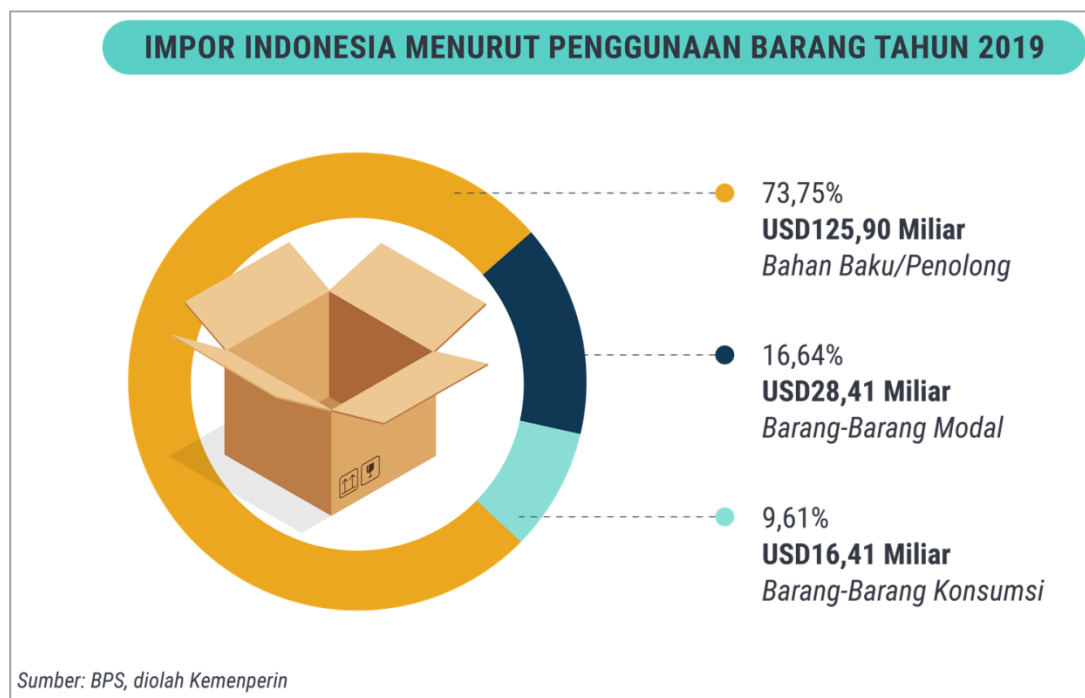 IMPOR INDONESIA MENURUT PENGGUNAAN BARANG TAHUN 2019
73,75%
USD125,90 Miliar
Bahan Baku/Penolong
16,64%
USD28,41 Miliar
Barang-Barang Modal
9,61%
USD16,41 Miliar
Barang-Barang Konsumsi
Sumber: BPS, diolah Kemenperin